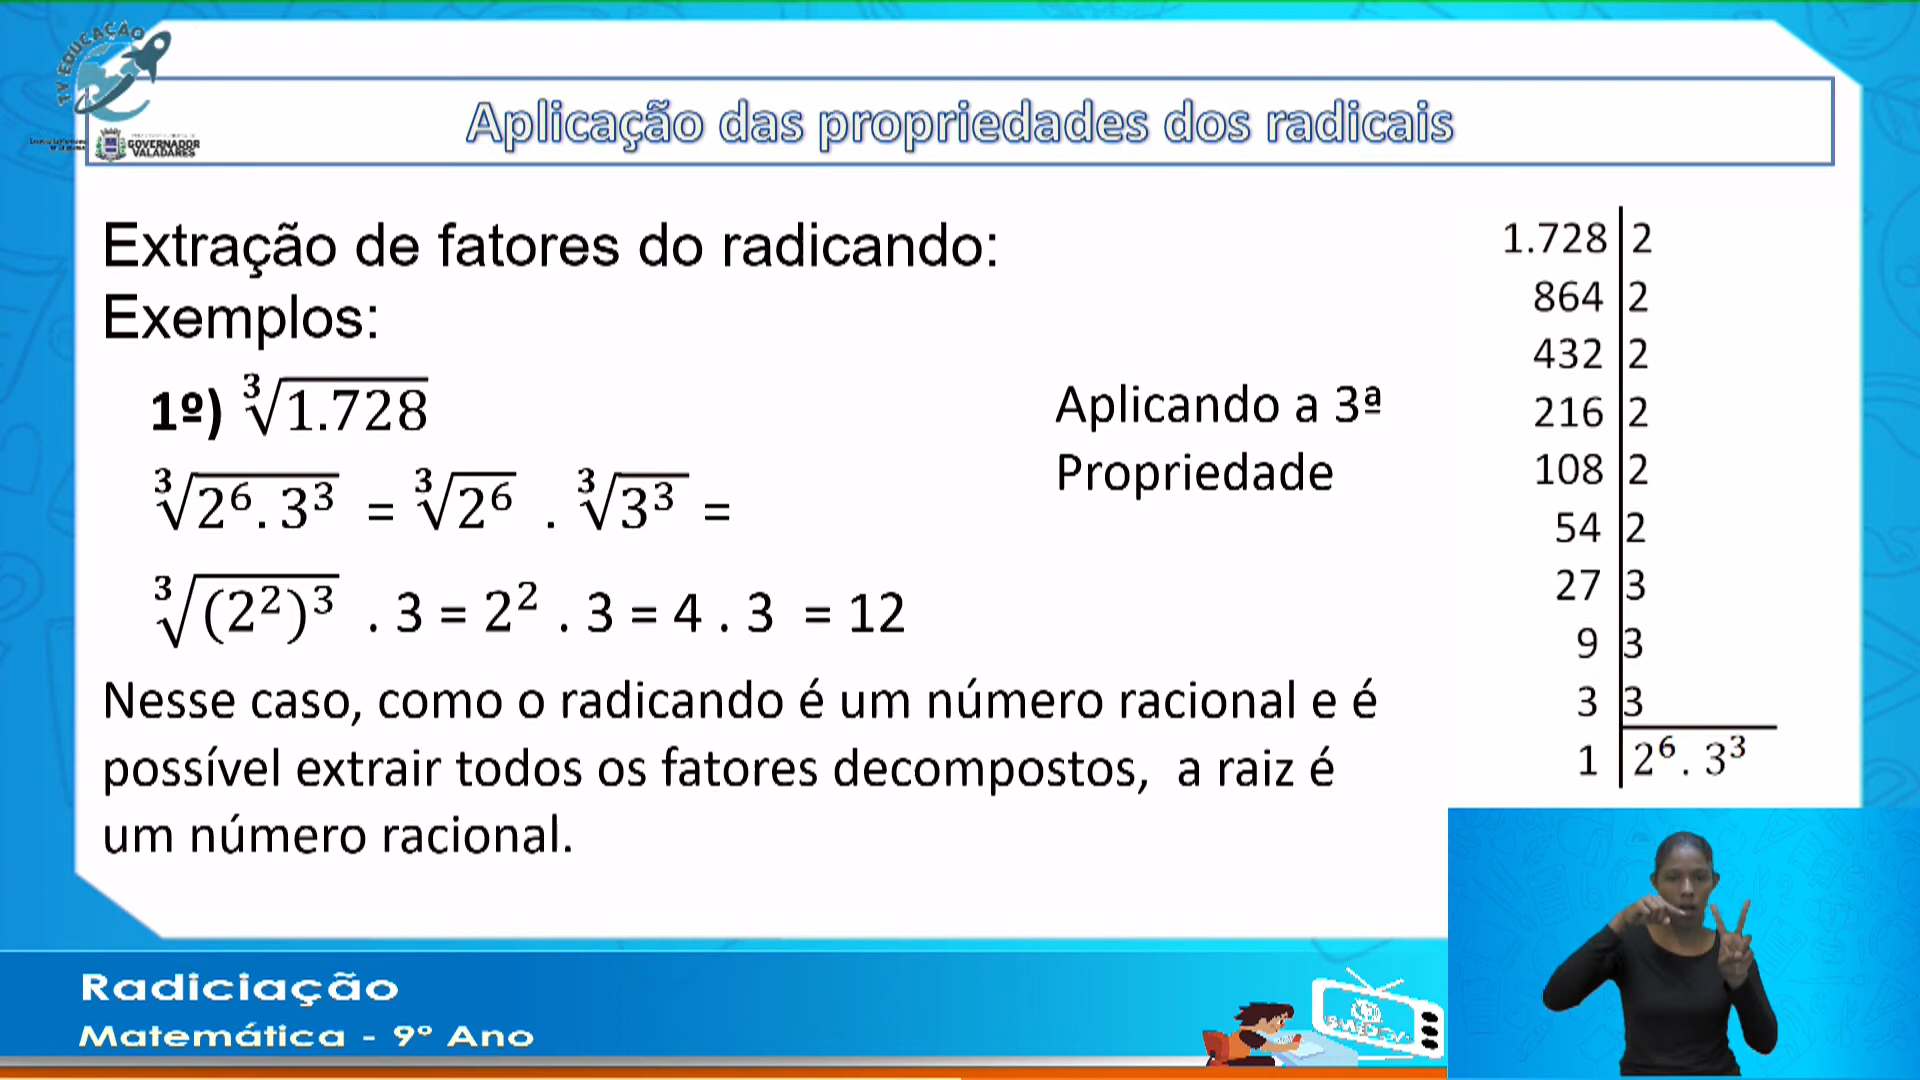 TV EDUCAÇÃO
GOVERNADOR
VALADARES
Aplicação das propriedades dos radicais
Extração de fatores do radicando:
Exemplos:
1º) ∛1.728
∛2⁶.3³ = ∛2⁶ . ∛3³ =
∛(2²)³ . 3 = 2² . 3 = 4 . 3 = 12
Nesse caso, como o radicando é um número racional e é
possível extrair todos os fatores decompostos, a raiz é
um número racional.
Aplicando a 3ª
Propriedade
1.728 2
864 2
432 2
216 2
108 2
54 2
27 3
9 3
3 3
1 2⁶. 3³
Radiciação
Matemática - 9º Ano